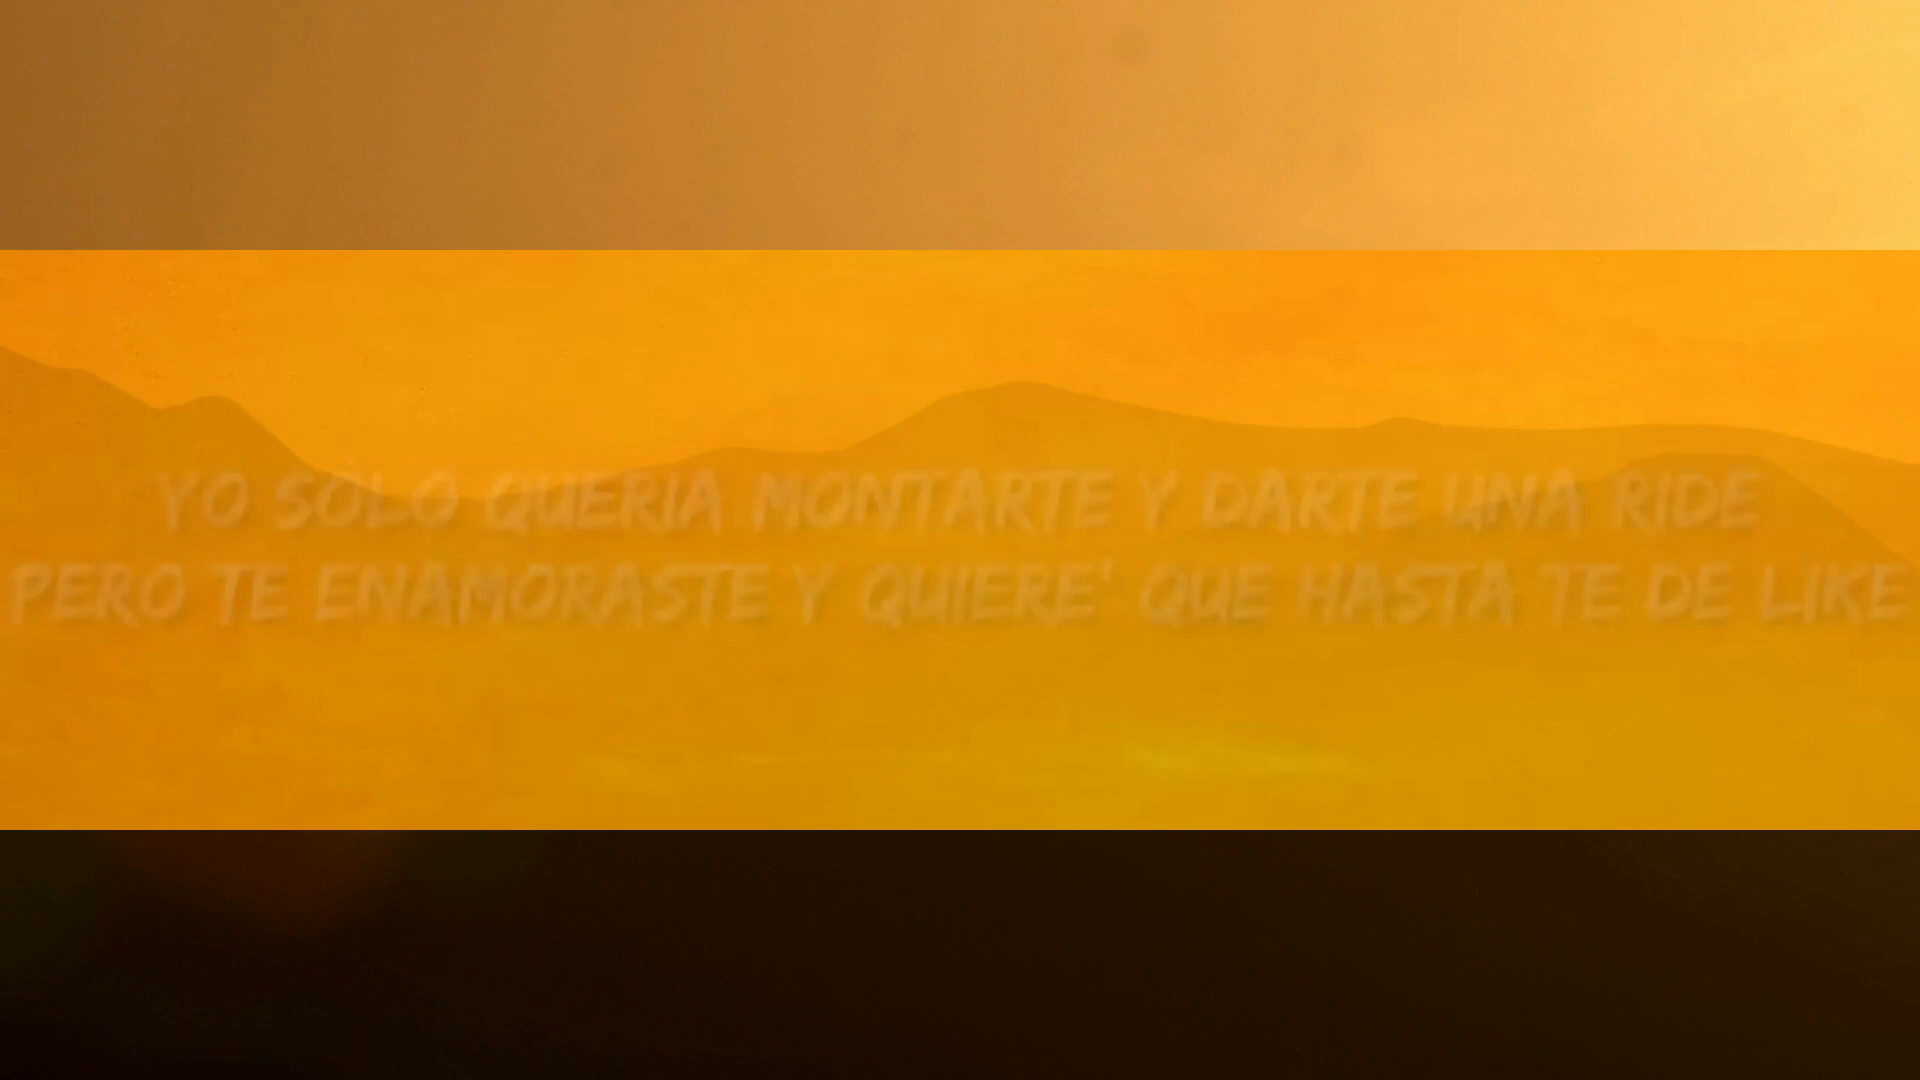 YO SOLO QUERIA MONTARTE Y DARTE UNA RIDE
PERO TE ENAMORASTE Y QUIERE' QUE HASTA TE DE LIKE